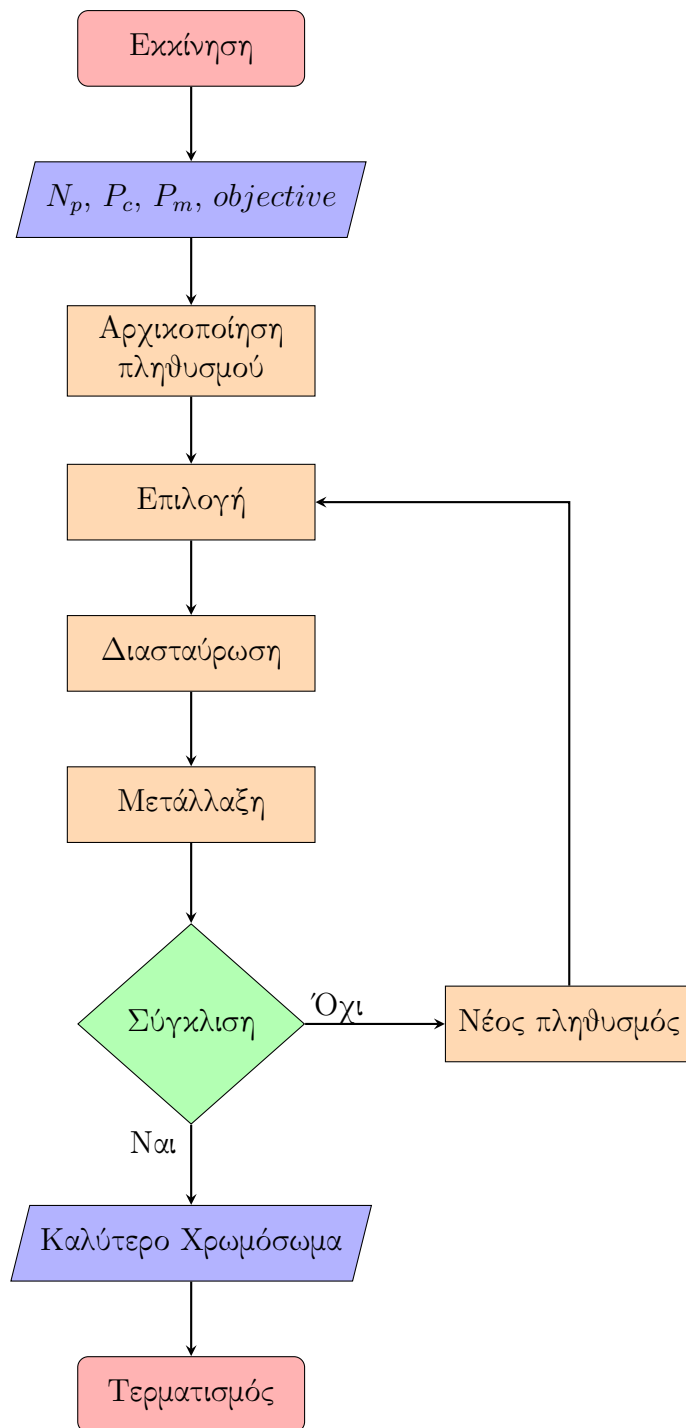 Εκκίνηση
N_p, P_c, P_m, objective
Αρχικοποίηση
πληθυσμού
Επιλογή
Διασταύρωση
Μετάλλαξη
Σύγκλιση
Όχι
Νέος πληθυσμός
Ναι
Καλύτερο Χρωμόσωμα
Τερματισμός